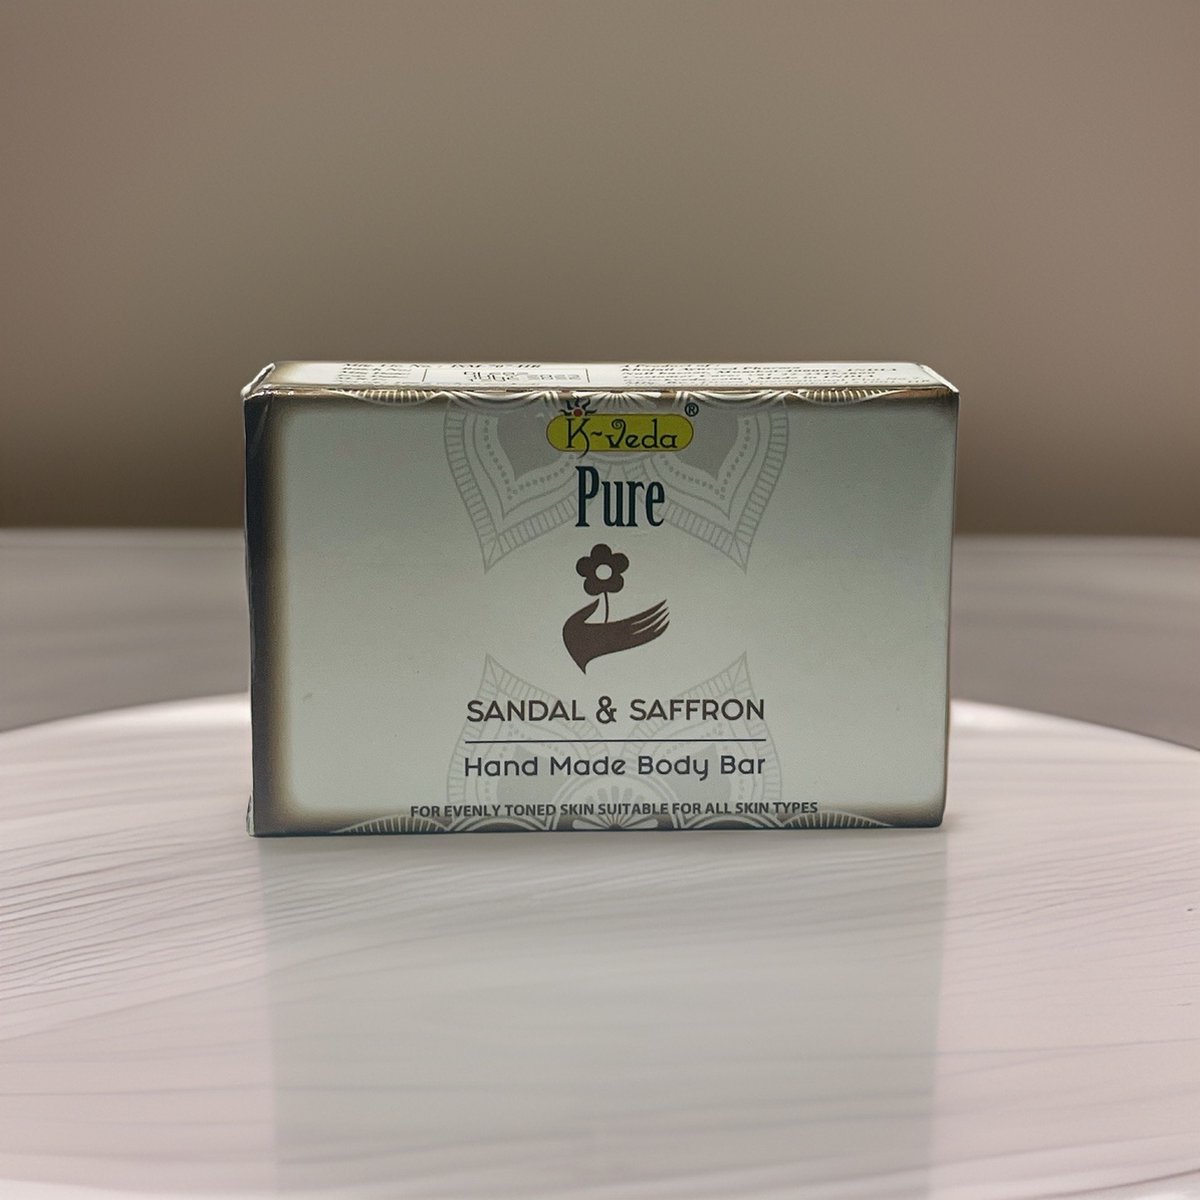 K~Veda®
Pure
SANDAL & SAFFRON
Hand Made Body Bar
FOR EVENLY TONED SKIN SUITABLE FOR ALL SKIN TYPES